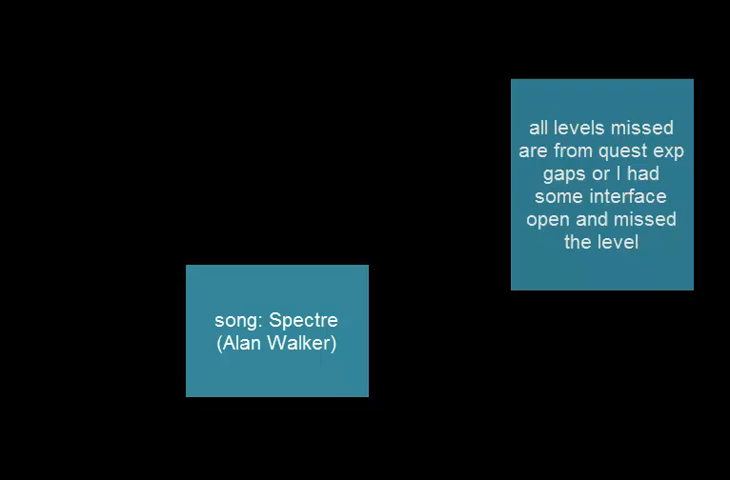 all levels missed
are from quest exp
gaps or I had
some interface
open and missed
the level
song: Spectre
(Alan Walker)